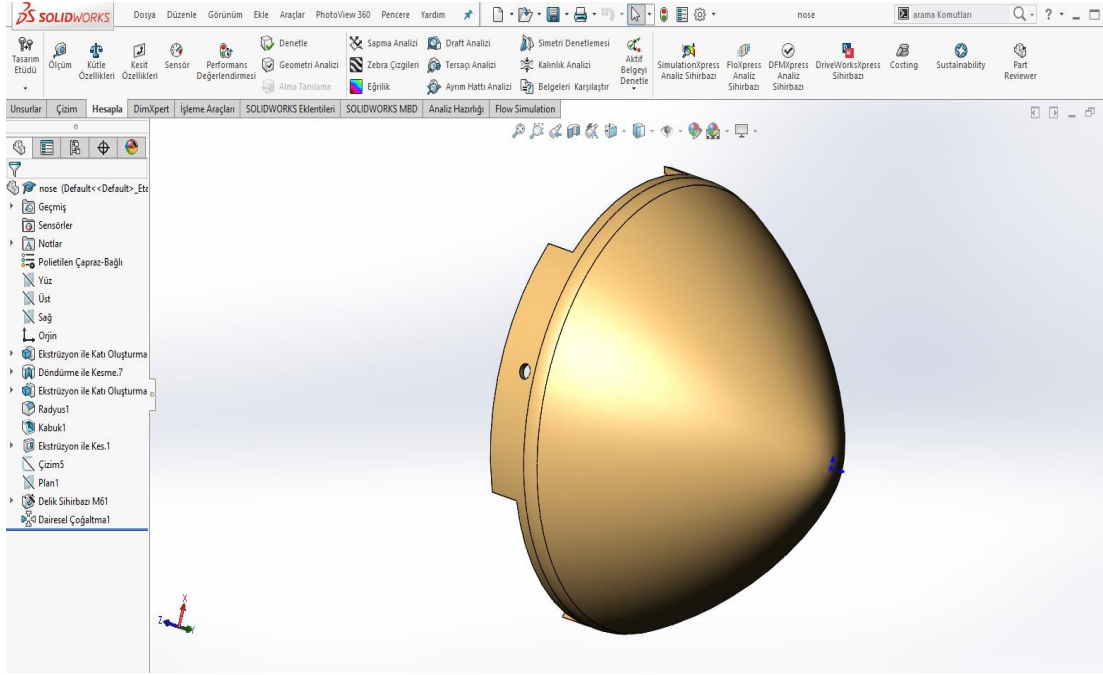 SOLIDWORKS Dosya Düzenle Görünüm Ekle Araçlar PhotoView 360 Pencere Yardım nose arama Komutları ?
Tasarım Etüdü
Ölçüm
Kütle Özellikleri
Kesit Özellikleri
Sensör
Performans Değerlendirmesi
Denetle
Geometri Analizi
Alma Tanılama
Sapma Analizi
Zebra Çizgileri
Eğrilik
Draft Analizi
Tersaçı Analizi
Ayrım Hattı Analizi
Simetri Denetlemesi
Kalınlık Analizi
Belgeleri Karşılaştır
Aktif Belgeyi Denetle
SimulationXpress Analiz Sihirbazı
FloXpress Analiz Sihirbazı
DFMXpress Analiz Sihirbazı
DriveWorksXpress Sihirbazı
Costing
Sustainability
Part Reviewer
Unsurlar Çizim Hesapla DimXpert İşleme Araçları SOLIDWORKS Eklentileri SOLIDWORKS MBD Analiz Hazırlığı Flow Simulation
nose (Default<<Default>_Eta
Geçmiş
Sensörler
Notlar
Polietilen Çapraz-Bağlı
Yüz
Üst
Sağ
Orjin
Ekstrüzyon ile Katı Oluşturma
Döndürme ile Kesme.7
Ekstrüzyon ile Katı Oluşturma
Radyus1
Kabuk1
Ekstrüzyon ile Kes.1
Çizim5
Plan1
Delik Sihirbazı M61
Dairesel Çoğaltma1
X
Z
Y